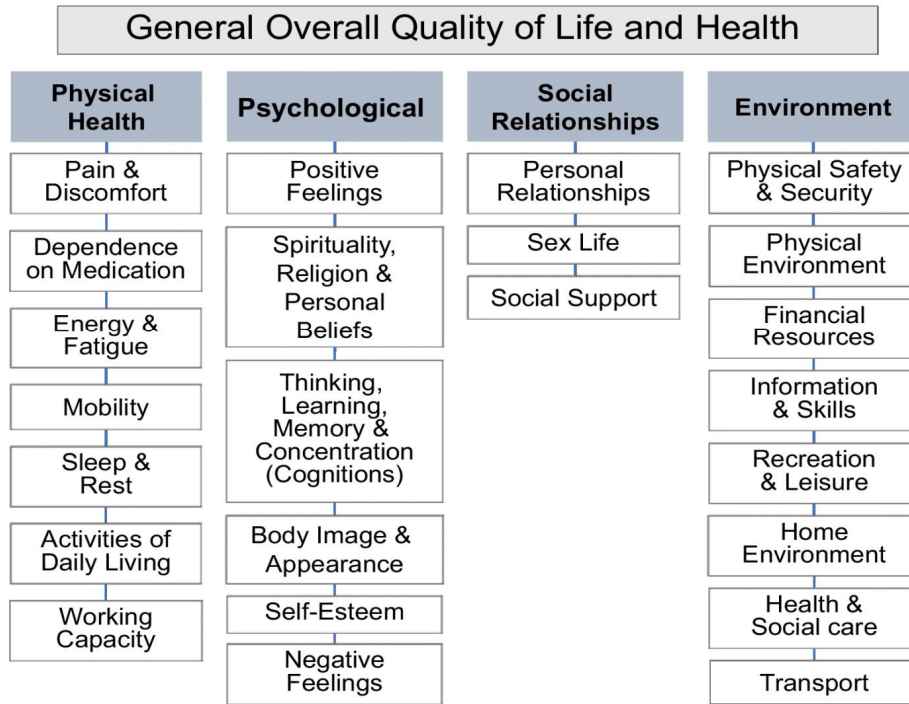 General Overall Quality of Life and Health
Physical
Health
Pain &
Discomfort
Dependence
on Medication
Energy &
Fatigue
Mobility
Sleep &
Rest
Activities of
Daily Living
Working
Capacity
Psychological
Positive
Feelings
Spirituality,
Religion &
Personal
Beliefs
Thinking,
Learning,
Memory &
Concentration
(Cognitions)
Body Image &
Appearance
Self-Esteem
Negative
Feelings
Social
Relationships
Personal
Relationships
Sex Life
Social Support
Environment
Physical Safety
& Security
Physical
Environment
Financial
Resources
Information
& Skills
Recreation
& Leisure
Home
Environment
Health &
Social care
Transport